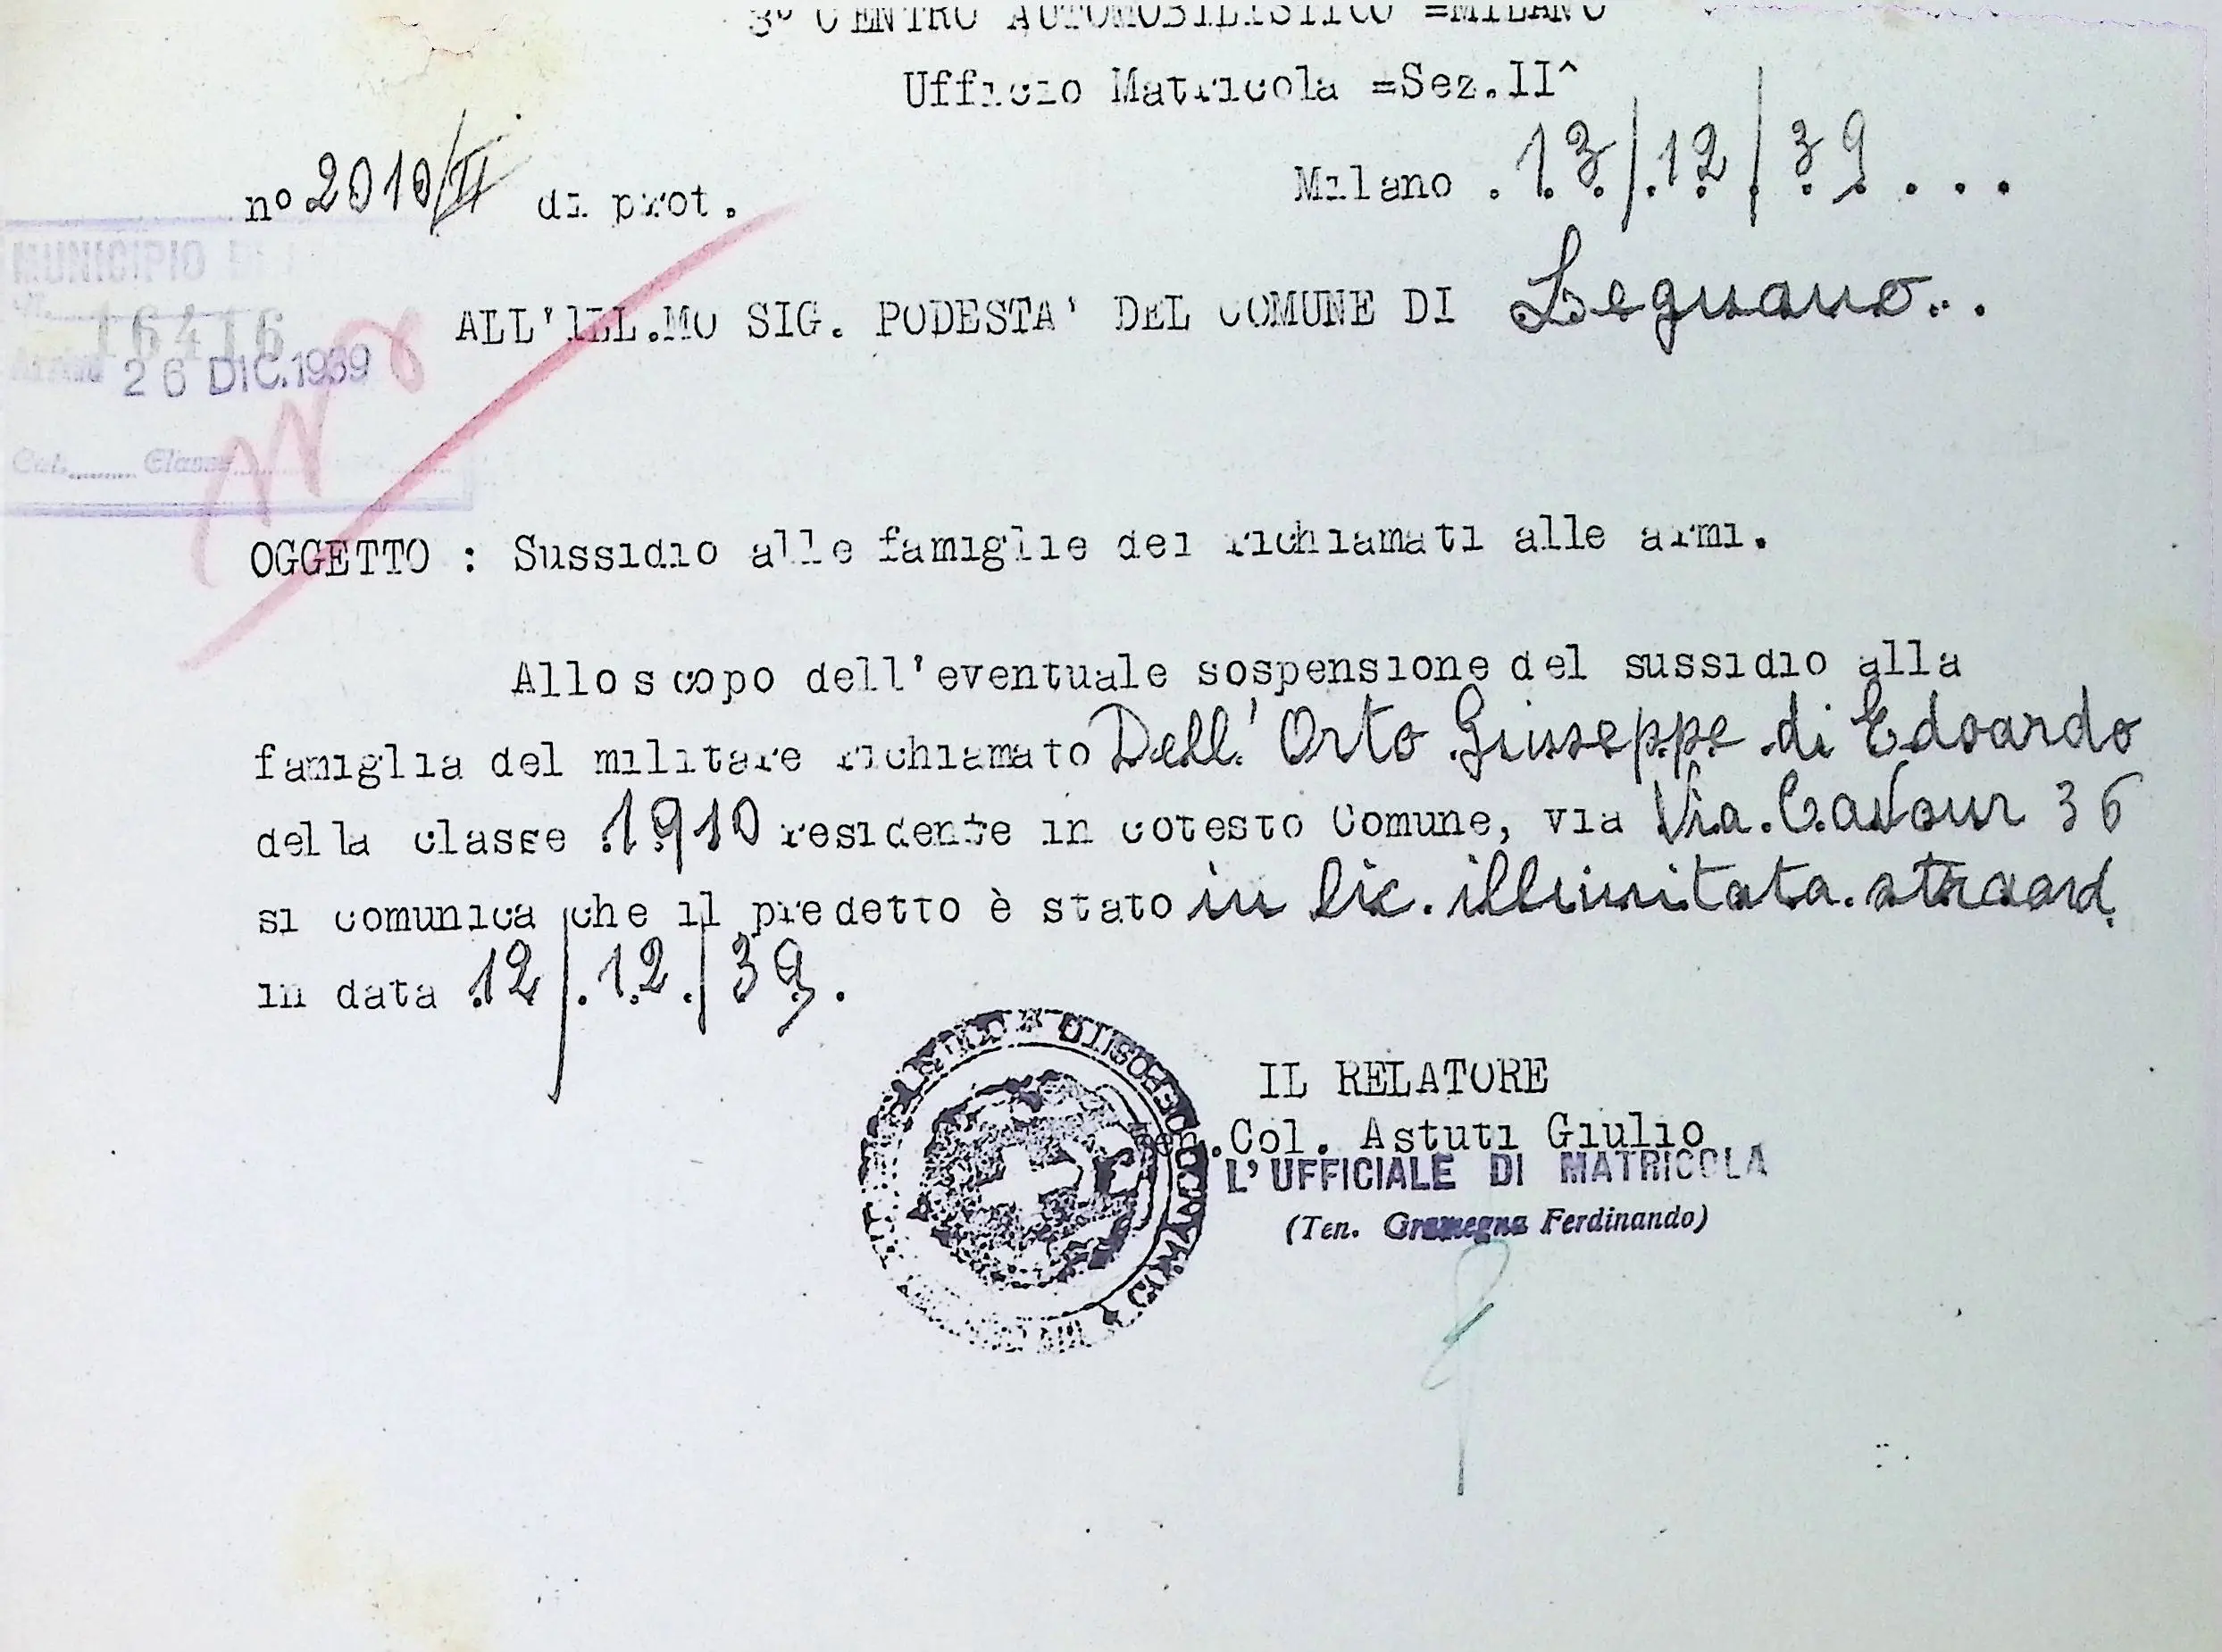 3° CENTRO AUTOMOBILISTICO =MILANO
Ufficio Matricola =Sez.II^
n° 2010/II di prot.
Milano .13/12/39...
MUNICIPIO DI
16416
26 DIC.1939
Cat. Classe
ALL'ILL.MO SIG. PODESTA' DEL COMUNE DI Legnano..
OGGETTO : Sussidio alle famiglie dei richiamati alle armi.
Allo scopo dell'eventuale sospensione del sussidio alla
famiglia del militare richiamato Dell'Orto Giuseppe di Edoardo
della classe 1910 residente in cotesto Comune, via Via Cavour 36
si comunica che il predetto è stato in lic. illimitata straord.
in data 12/12/39.
IL RELATORE
Ten.Col. Astuti Giulio
L'UFFICIALE DI MATRICOLA
(Ten. Gramegna Ferdinando)